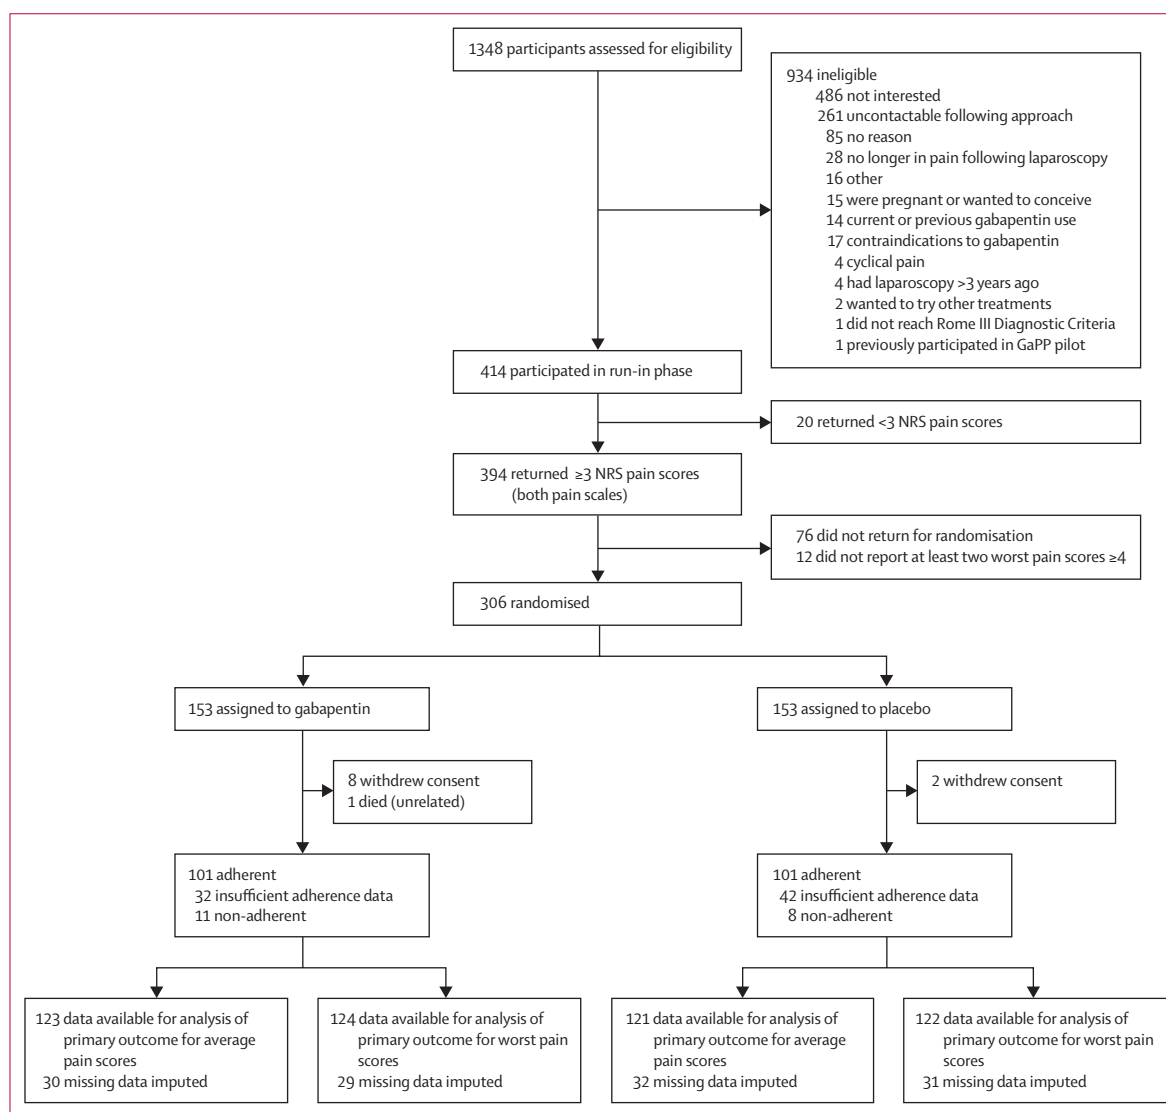 1348 participants assessed for eligibility
934 ineligible
486 not interested
261 uncontactable following approach
85 no reason
28 no longer in pain following laparoscopy
16 other
15 were pregnant or wanted to conceive
14 current or previous gabapentin use
17 contraindications to gabapentin
4 cyclical pain
4 had laparoscopy >3 years ago
2 wanted to try other treatments
1 did not reach Rome III Diagnostic Criteria
1 previously participated in GaPP pilot
414 participated in run-in phase
20 returned <3 NRS pain scores
394 returned ≥3 NRS pain scores
(both pain scales)
76 did not return for randomisation
12 did not report at least two worst pain scores ≥4
306 randomised
153 assigned to gabapentin
153 assigned to placebo
8 withdrew consent
1 died (unrelated)
2 withdrew consent
101 adherent
32 insufficient adherence data
11 non-adherent
101 adherent
42 insufficient adherence data
8 non-adherent
123 data available for analysis of
primary outcome for average
pain scores
30 missing data imputed
124 data available for analysis of
primary outcome for worst pain
scores
29 missing data imputed
121 data available for analysis of
primary outcome for average
pain scores
32 missing data imputed
122 data available for analysis of
primary outcome for worst pain
scores
31 missing data imputed